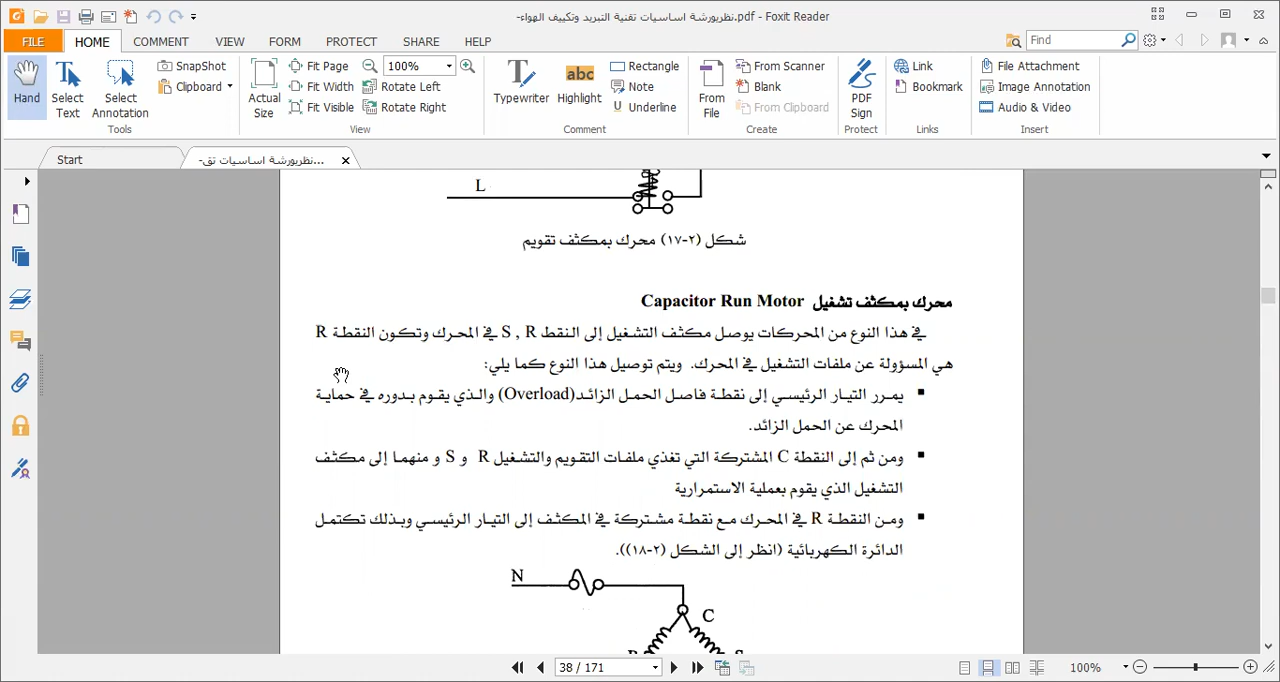 نظريورشة اساسيات تقنية التبريد وتكييف الهواء-.pdf - Foxit Reader
FILE HOME COMMENT VIEW FORM PROTECT SHARE HELP
Find
Hand
Select Text
Select Annotation
SnapShot
Clipboard
Tools
Actual Size
Fit Page
Fit Width
Fit Visible
100%
Rotate Left
Rotate Right
View
Typewriter
Highlight
Rectangle
Note
Underline
Comment
From File
From Scanner
Blank
From Clipboard
Create
PDF Sign
Protect
Link
Bookmark
Links
File Attachment
Image Annotation
Audio & Video
Insert
Start
نظريورشة اساسيات تق...-
L
شكل (٢-١٧) محرك بمكثف تقويم
محرك بمكثف تشغيل Capacitor Run Motor
في هذا النوع من المحركات يوصل مكثف التشغيل إلى النقط S , R في المحرك وتكون النقطة R
هي المسؤولة عن ملفات التشغيل في المحرك. ويتم توصيل هذا النوع كما يلي:
▪ يمرر التيار الرئيسي إلى نقطة فاصل الحمل الزائد(Overload) والذي يقوم بدوره في حماية
المحرك عن الحمل الزائد.
▪ ومن ثم إلى النقطة C المشتركة التي تغذي ملفات التقويم والتشغيل R و S و منهما إلى مكثف
التشغيل الذي يقوم بعملية الاستمرارية
▪ ومن النقطة R في المحرك مع نقطة مشتركة في المكثف إلى التيار الرئيسي وبذلك تكتمل
الدائرة الكهربائية (انظر إلى الشكل (٢-١٨)).
N
C
38 / 171
100%